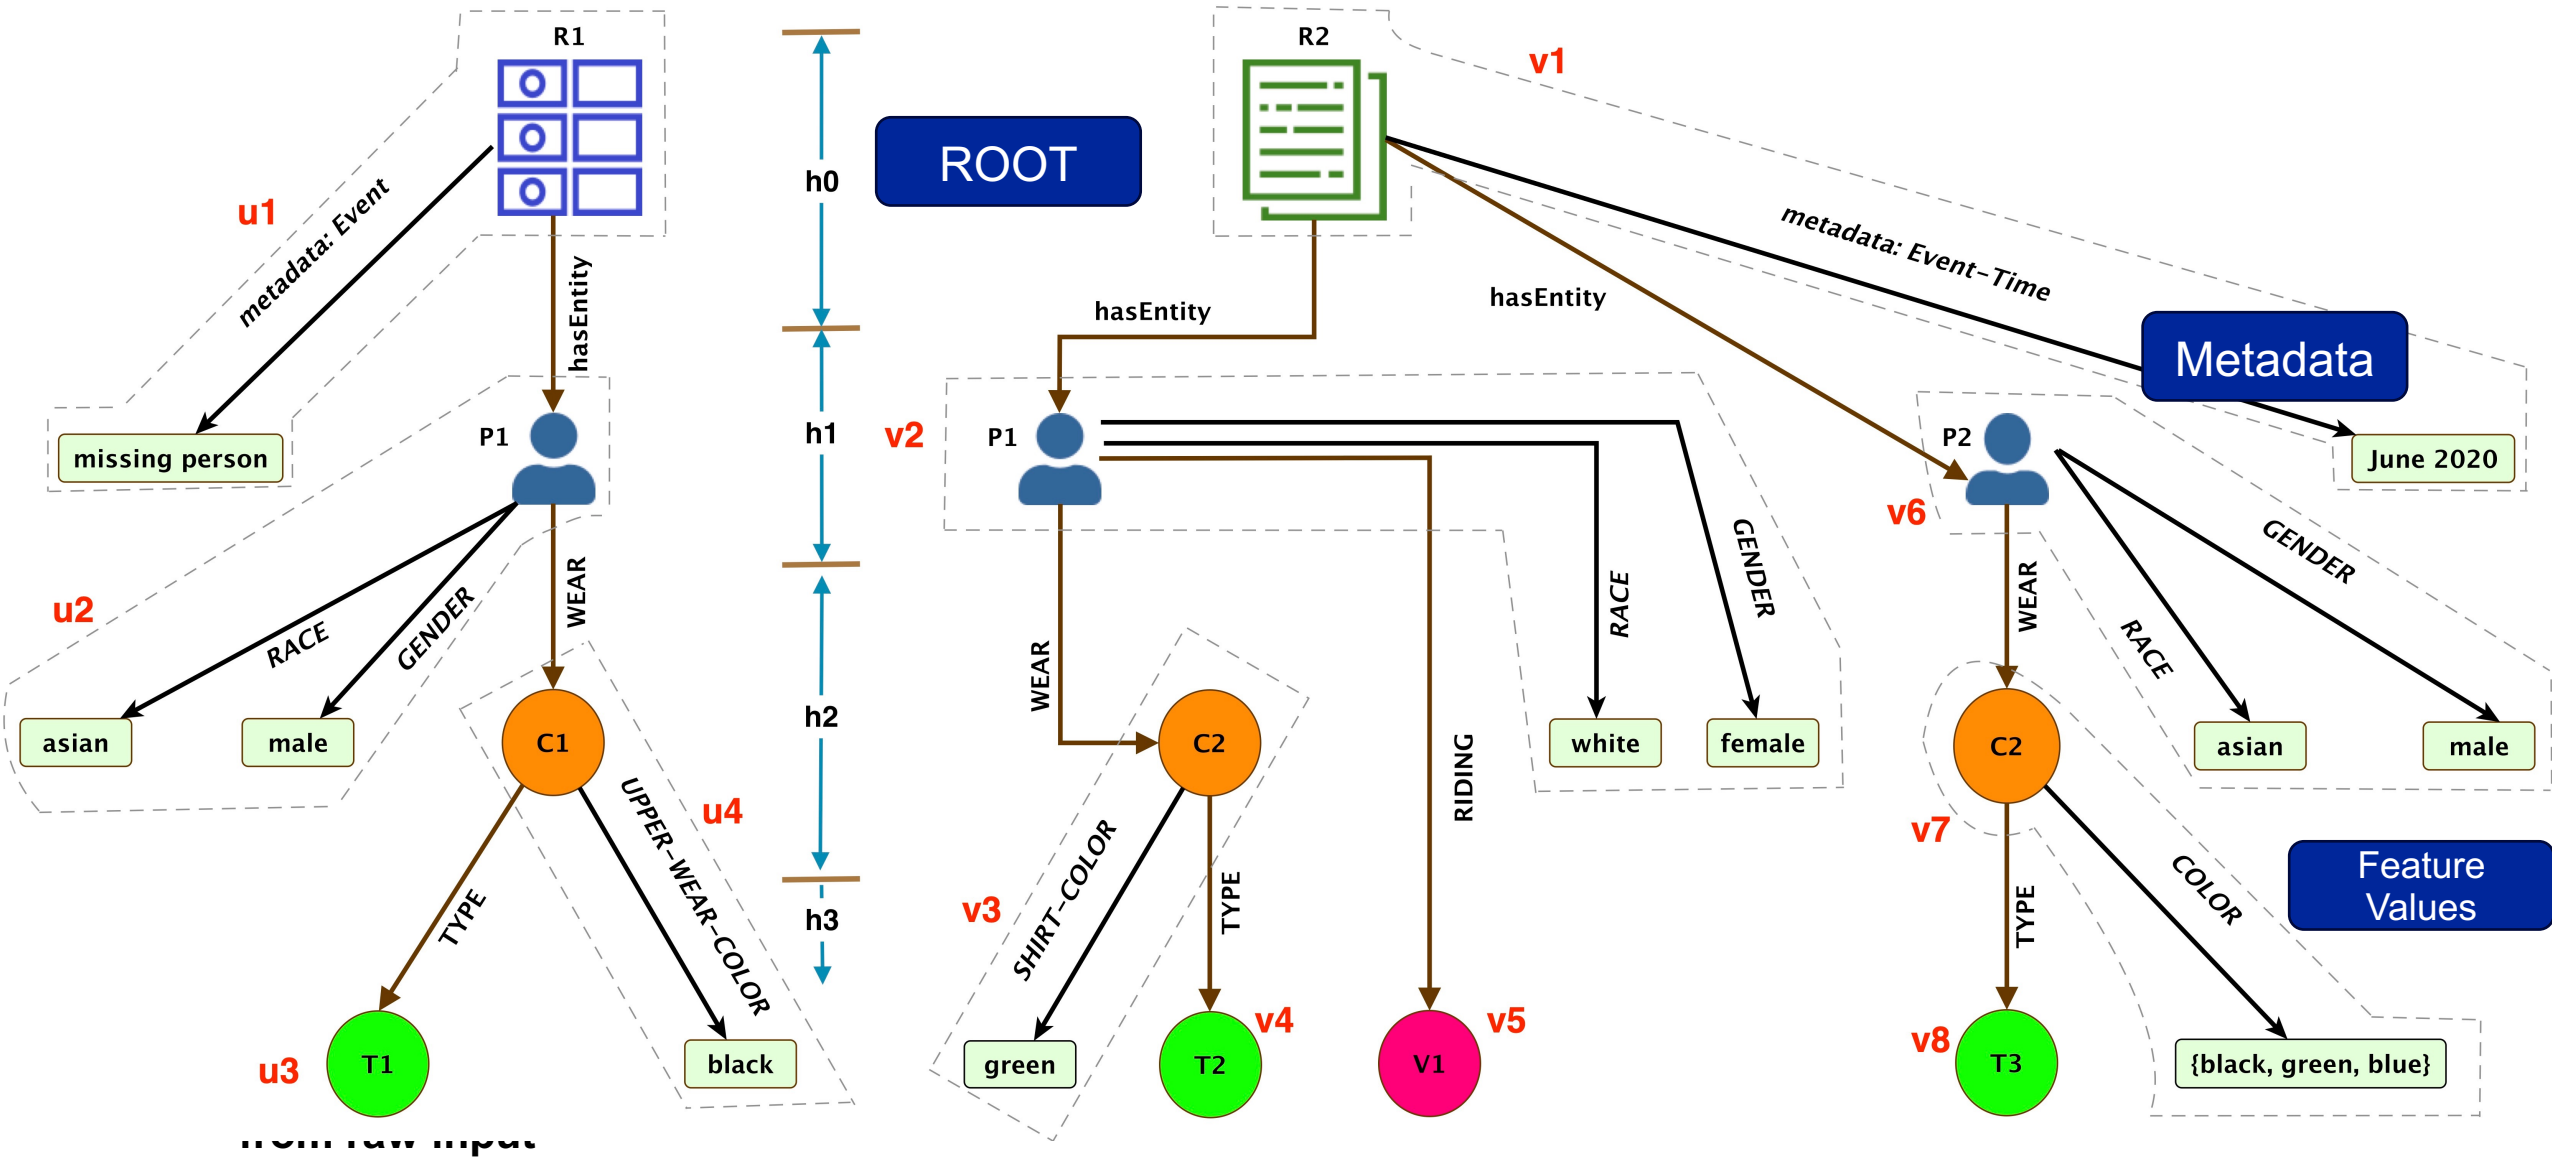 R1
R2
v1
ROOT
h0
u1
metadata: Event
hasEntity
hasEntity
hasEntity
metadata: Event-Time
Metadata
missing person
P1
h1
v2
P1
P2
June 2020
v6
u2
RACE
GENDER
WEAR
WEAR
RACE
GENDER
WEAR
RACE
GENDER
asian
male
C1
h2
C2
RIDING
white
female
C2
asian
male
u4
UPPER-WEAR-COLOR
TYPE
h3
v3
SHIRT-COLOR
TYPE
v7
TYPE
COLOR
Feature
Values
u3
T1
black
green
T2
v4
V1
v5
v8
T3
{black, green, blue}
from raw input